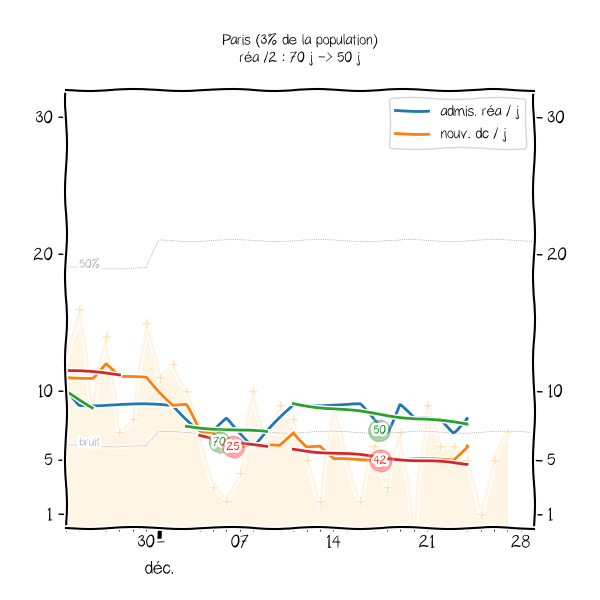 Paris (3% de la population)
réa /2 : 70 j -> 50 j
admis. réa / j
nouv. dc / j
30 30
20 20
50%
10 10
bruit
70 25
50
42
5 5
1 1
30 07 14 21 28
déc.